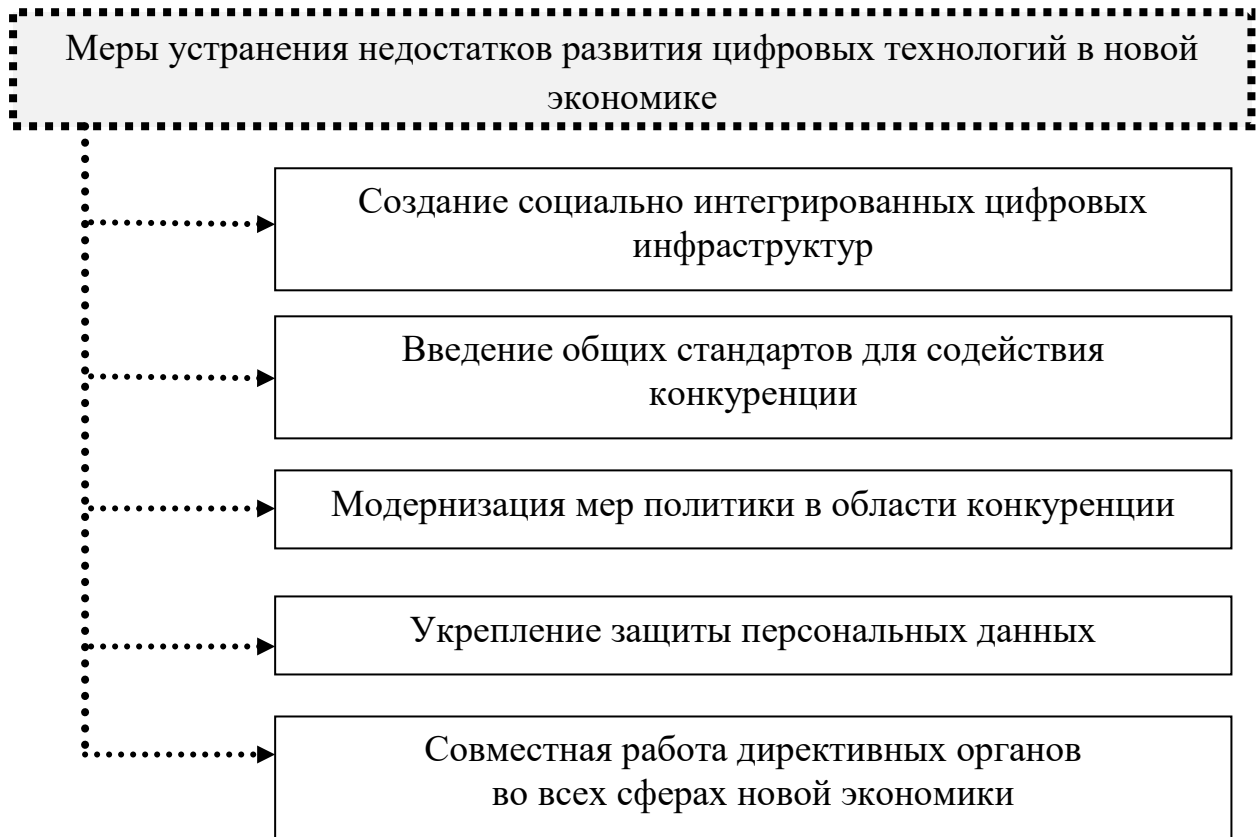 Меры устранения недостатков развития цифровых технологий в новой
экономике
Создание социально интегрированных цифровых
инфраструктур
Введение общих стандартов для содействия
конкуренции
Модернизация мер политики в области конкуренции
Укрепление защиты персональных данных
Совместная работа директивных органов
во всех сферах новой экономики